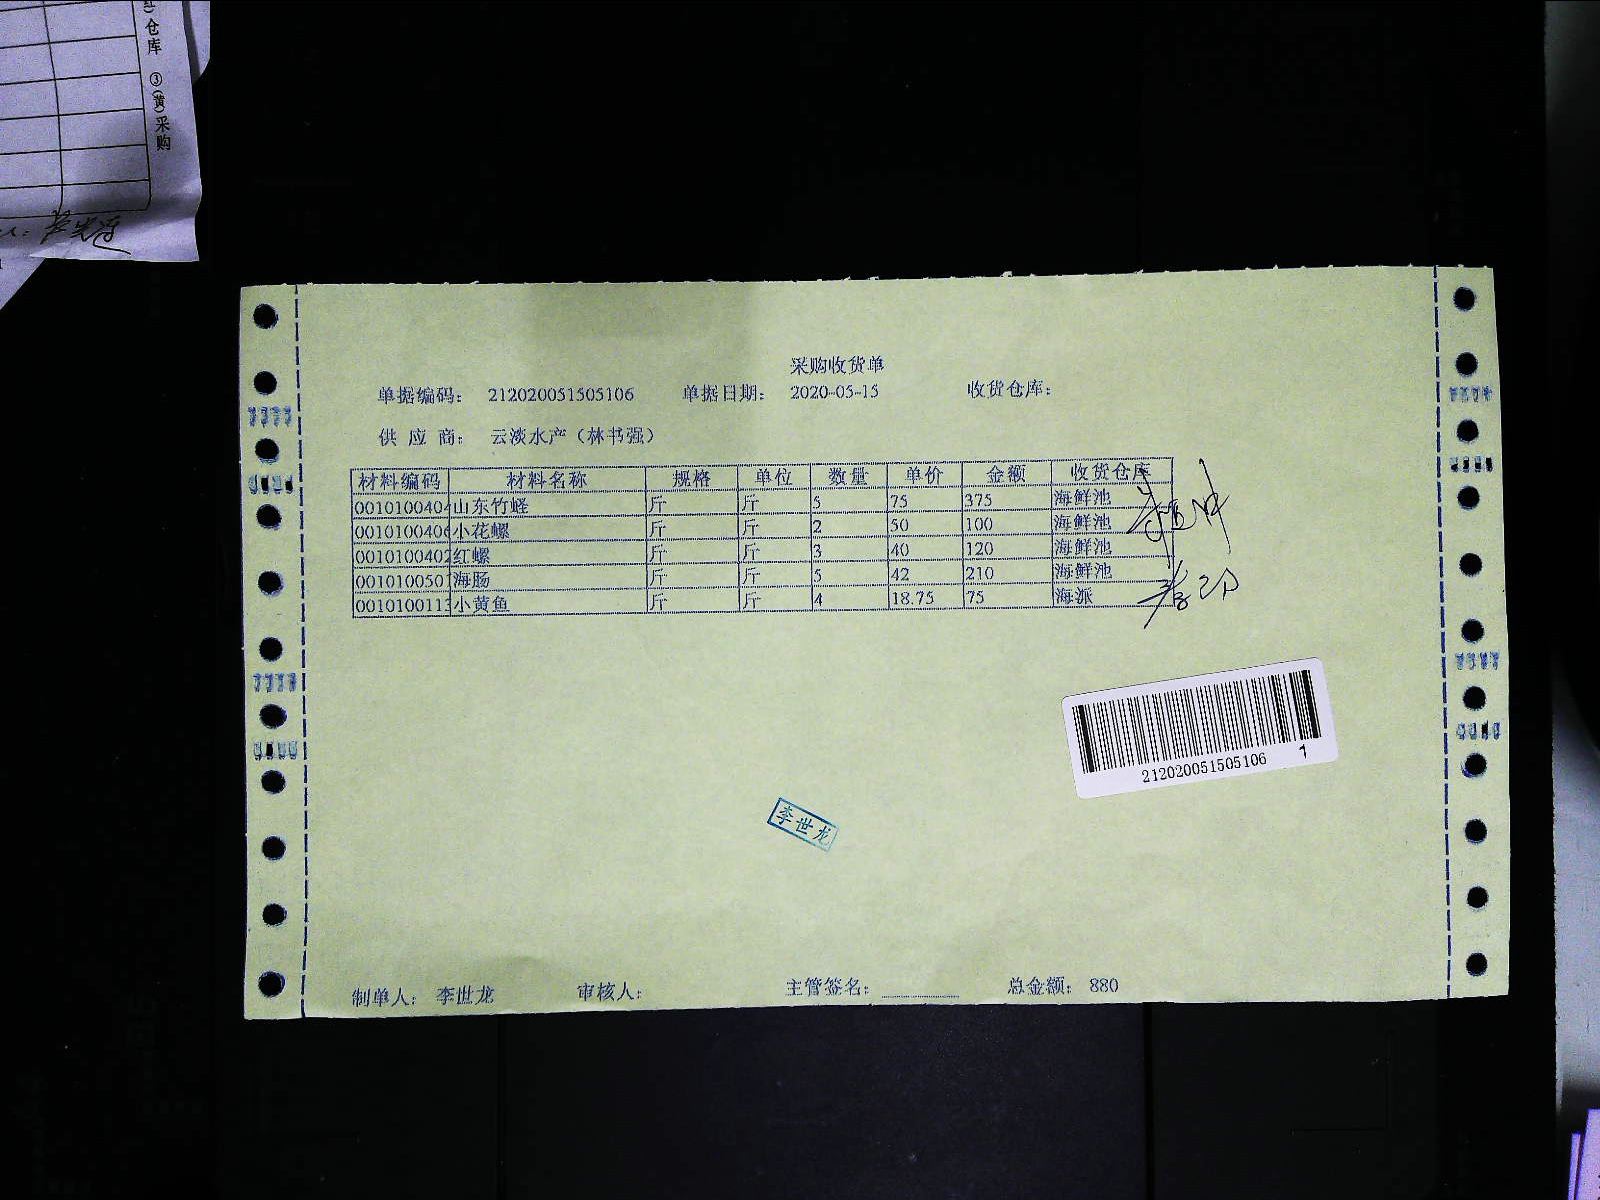 仓库 ③(黄)采购
人：
采购收货单
单据编码： 212020051505106 单据日期： 2020-05-15 收货仓库：
供 应 商： 云淡水产（林书强）
材料编码 材料名称 规格 单位 数量 单价 金额 收货仓库
0010100404 山东竹蛏 斤 斤 5 75 375 海鲜池
0010100406 小花螺 斤 斤 2 50 100 海鲜池
0010100402 红螺 斤 斤 3 40 120 海鲜池
001010050 海肠 斤 斤 5 42 210 海鲜池
0010100113 小黄鱼 斤 斤 4 18.75 75 海派
212020051505106 1
李世龙
制单人： 李世龙 审核人： 主管签名： 总金额： 880